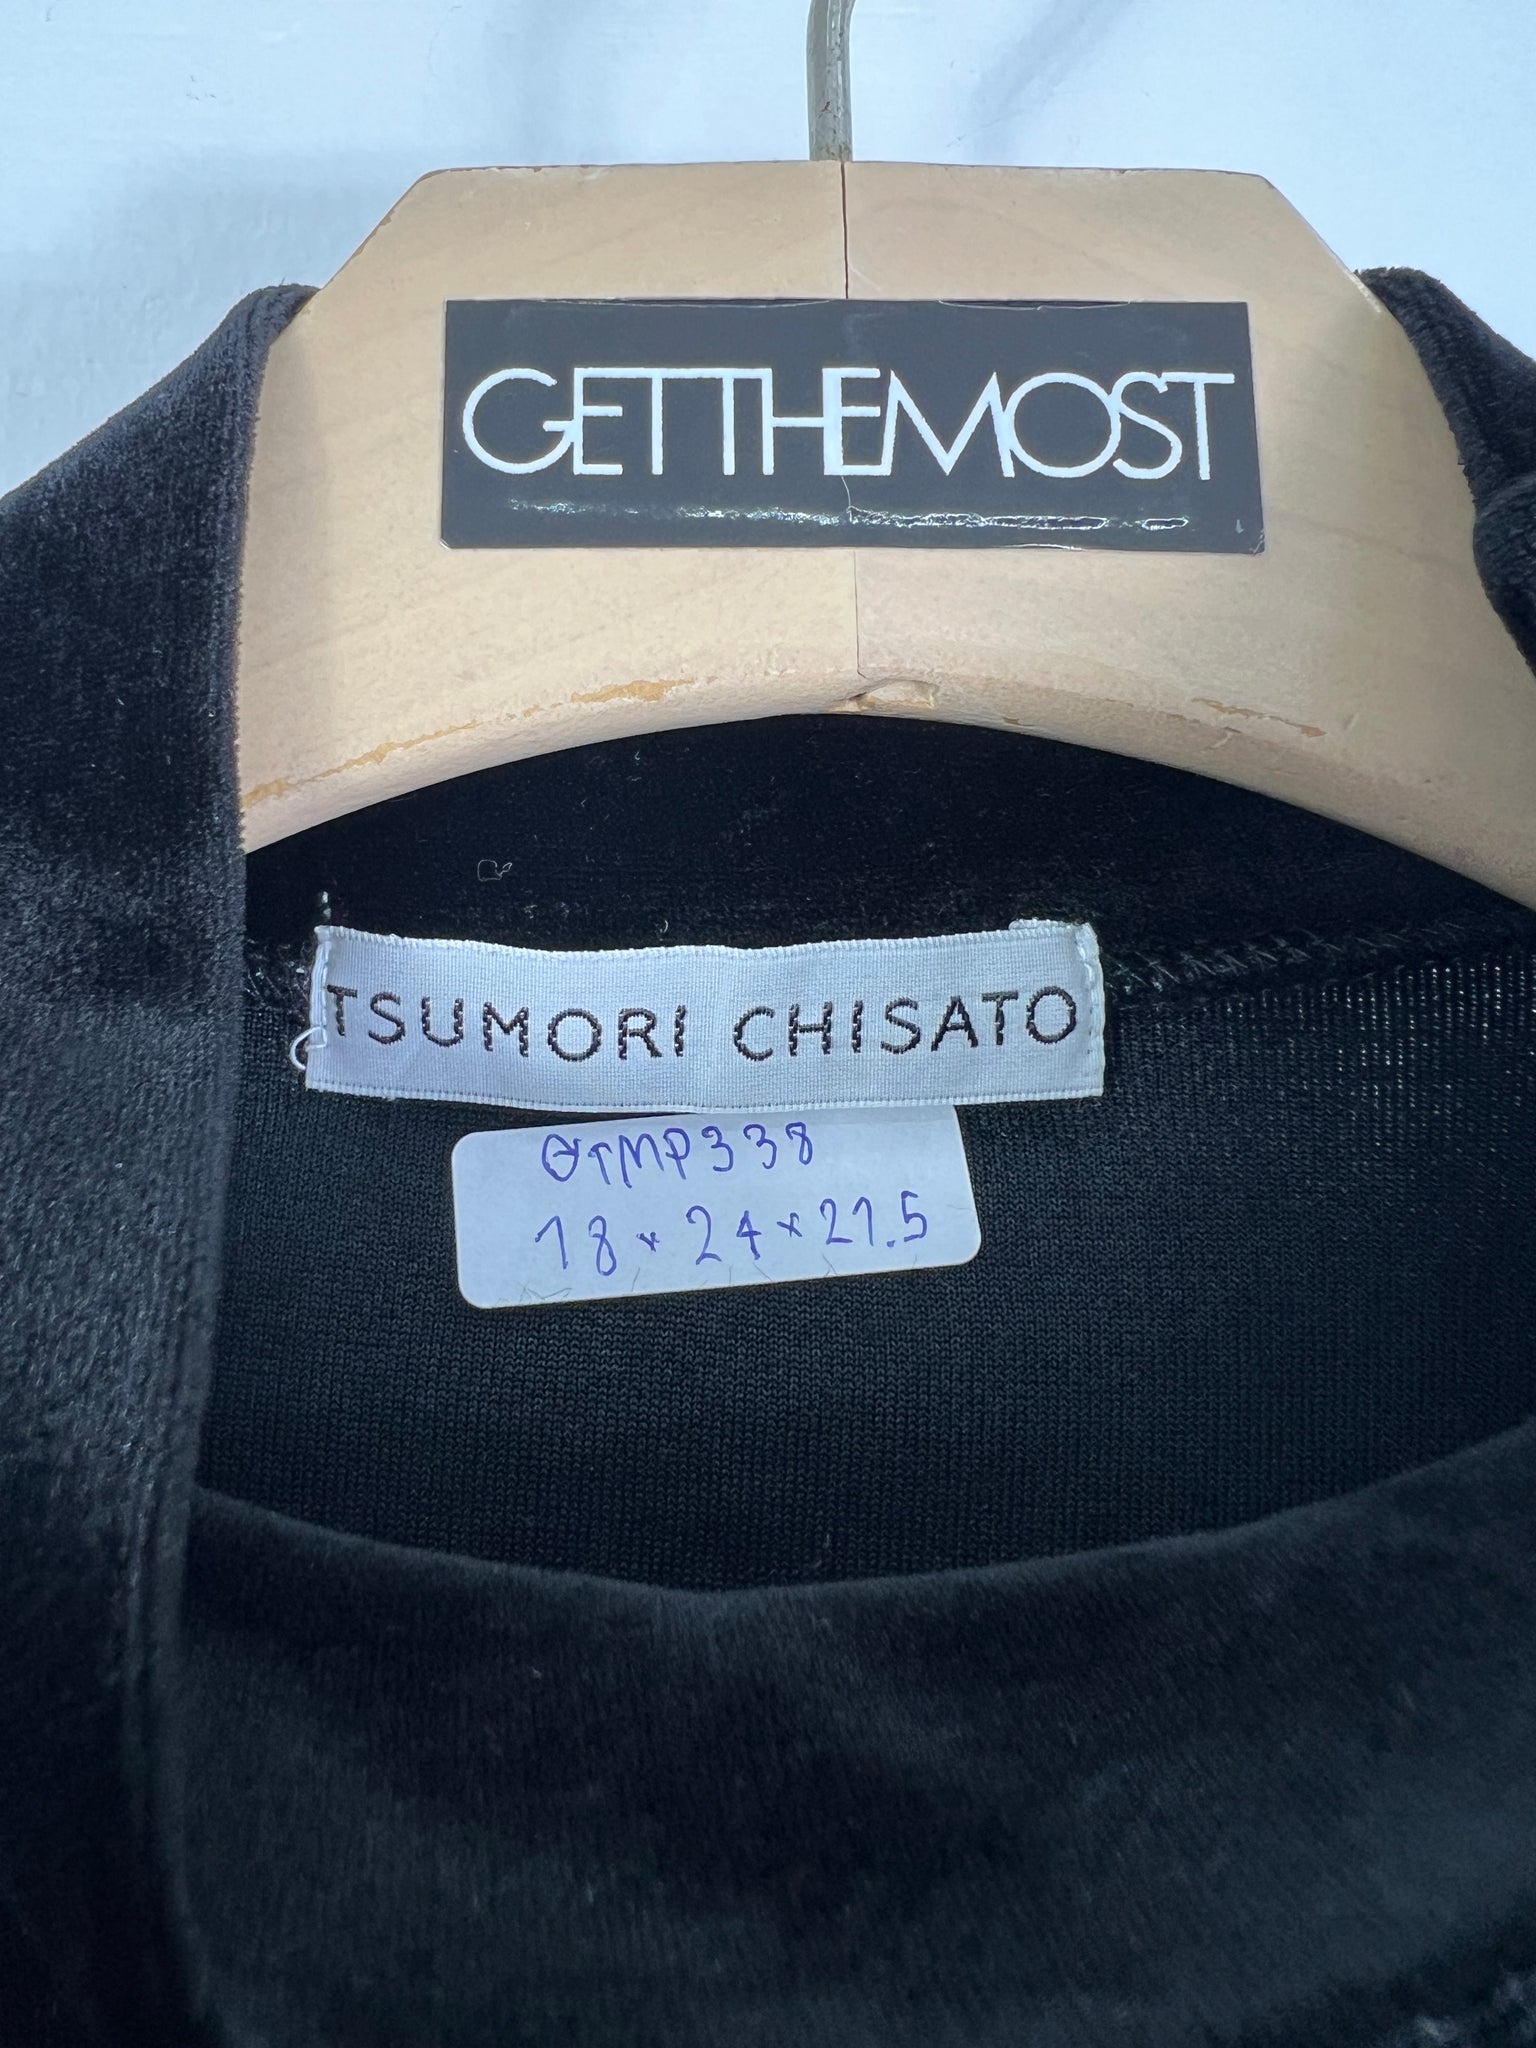 GETTHEMOST
TSUMORI CHISATO
GTMP338
18 × 24 × 21.5